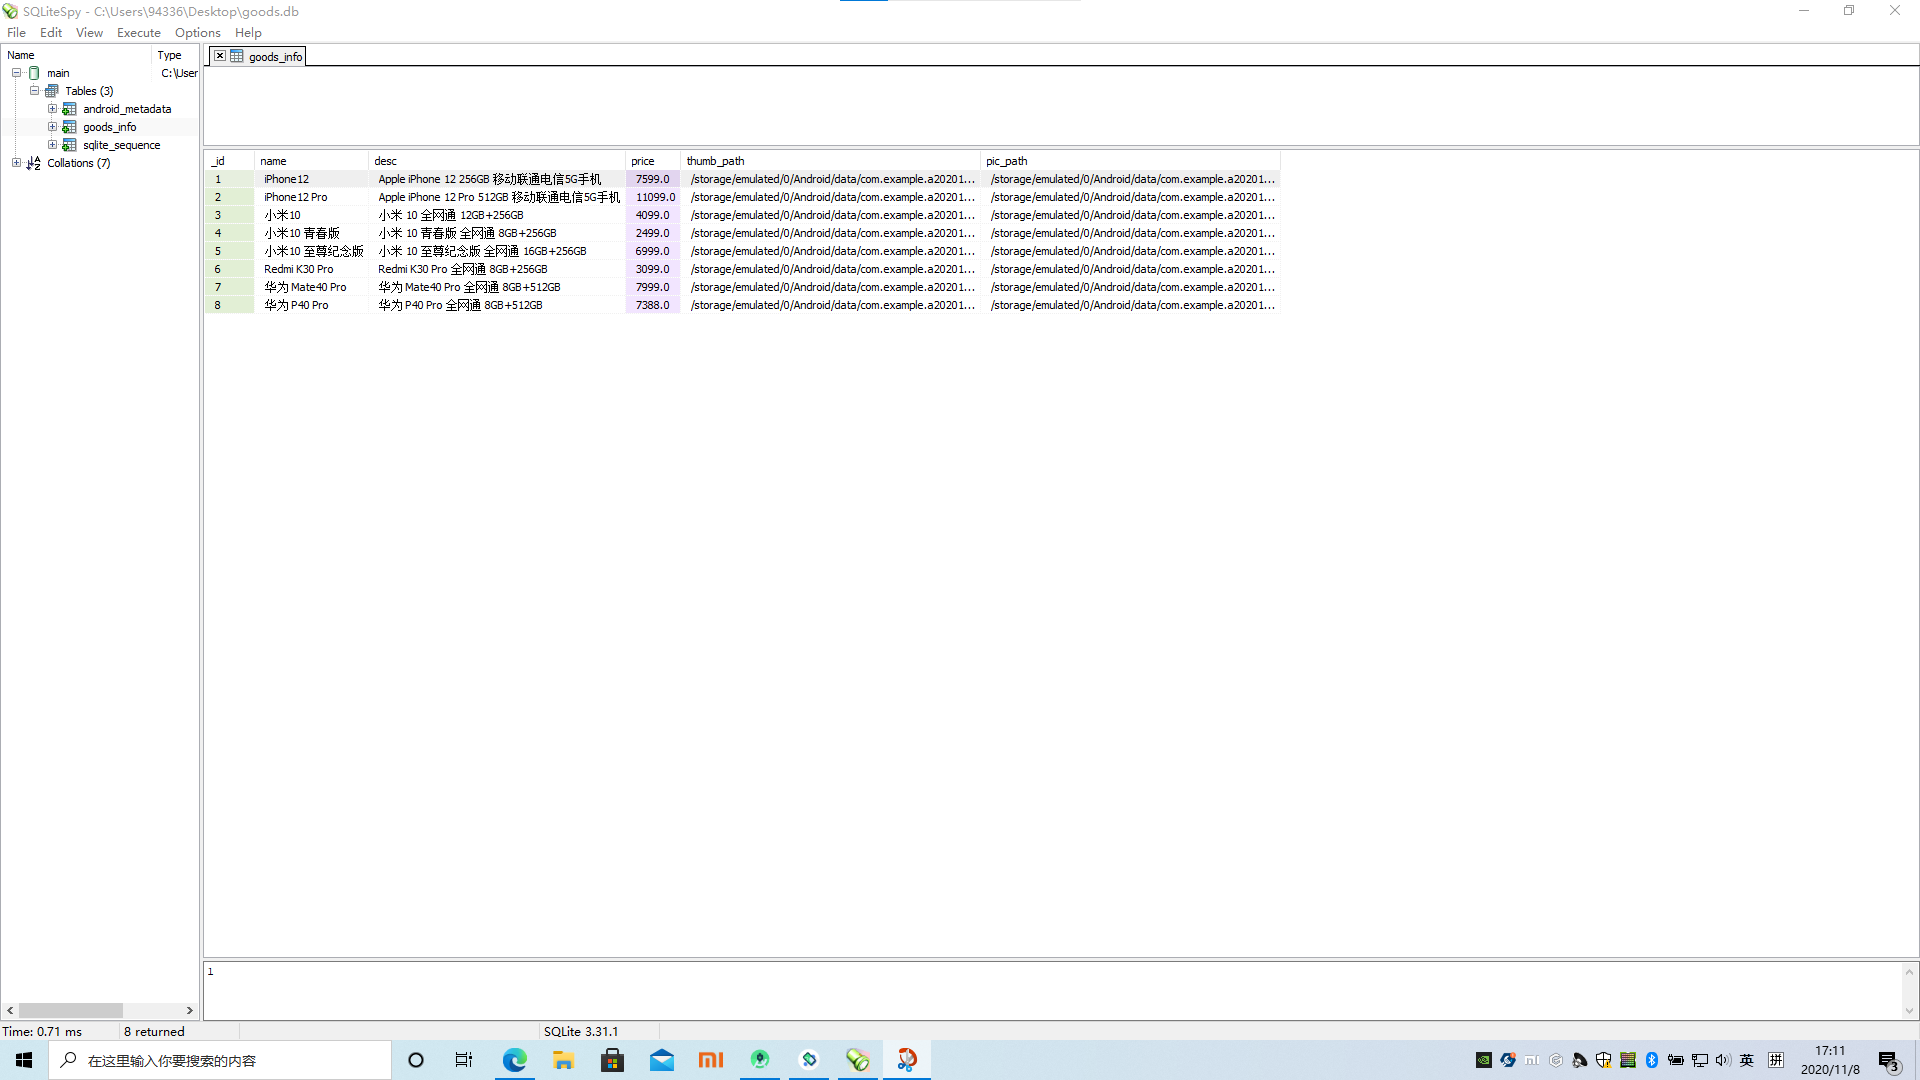 SQLiteSpy - C:\Users\94336\Desktop\goods.db
File Edit View Execute Options Help
Name Type
main C:\User
Tables (3)
android_metadata
goods_info
sqlite_sequence
Collations (7)
goods_info
_id name desc price thumb_path pic_path
1 iPhone12 Apple iPhone 12 256GB 移动联通电信5G手机 7599.0 /storage/emulated/0/Android/data/com.example.a20201... /storage/emulated/0/Android/data/com.example.a20201...
2 iPhone12 Pro Apple iPhone 12 Pro 512GB 移动联通电信5G手机 11099.0 /storage/emulated/0/Android/data/com.example.a20201... /storage/emulated/0/Android/data/com.example.a20201...
3 小米10 小米 10 全网通 12GB+256GB 4099.0 /storage/emulated/0/Android/data/com.example.a20201... /storage/emulated/0/Android/data/com.example.a20201...
4 小米10 青春版 小米 10 青春版 全网通 8GB+256GB 2499.0 /storage/emulated/0/Android/data/com.example.a20201... /storage/emulated/0/Android/data/com.example.a20201...
5 小米10 至尊纪念版 小米 10 至尊纪念版 全网通 16GB+256GB 6999.0 /storage/emulated/0/Android/data/com.example.a20201... /storage/emulated/0/Android/data/com.example.a20201...
6 Redmi K30 Pro Redmi K30 Pro 全网通 8GB+256GB 3099.0 /storage/emulated/0/Android/data/com.example.a20201... /storage/emulated/0/Android/data/com.example.a20201...
7 华为 Mate40 Pro 华为 Mate40 Pro 全网通 8GB+512GB 7999.0 /storage/emulated/0/Android/data/com.example.a20201... /storage/emulated/0/Android/data/com.example.a20201...
8 华为 P40 Pro 华为 P40 Pro 全网通 8GB+512GB 7388.0 /storage/emulated/0/Android/data/com.example.a20201... /storage/emulated/0/Android/data/com.example.a20201...
1
Time: 0.71 ms 8 returned SQLite 3.31.1
在这里输入你要搜索的内容
英 拼
17:11
2020/11/8
3